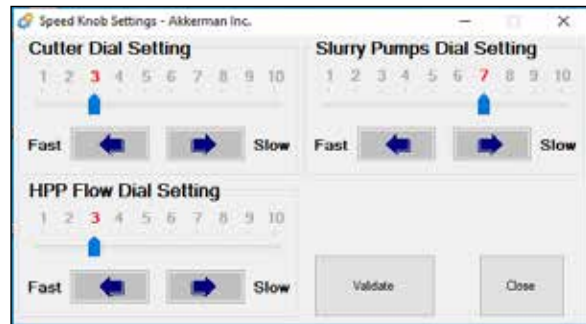 Speed Knob Settings - Akkerman Inc.
Cutter Dial Setting
1 2 3 4 5 6 7 8 9 10
Fast Slow
Slurry Pumps Dial Setting
1 2 3 4 5 6 7 8 9 10
Fast Slow
HPP Flow Dial Setting
1 2 3 4 5 6 7 8 9 10
Fast Slow
Validate Close